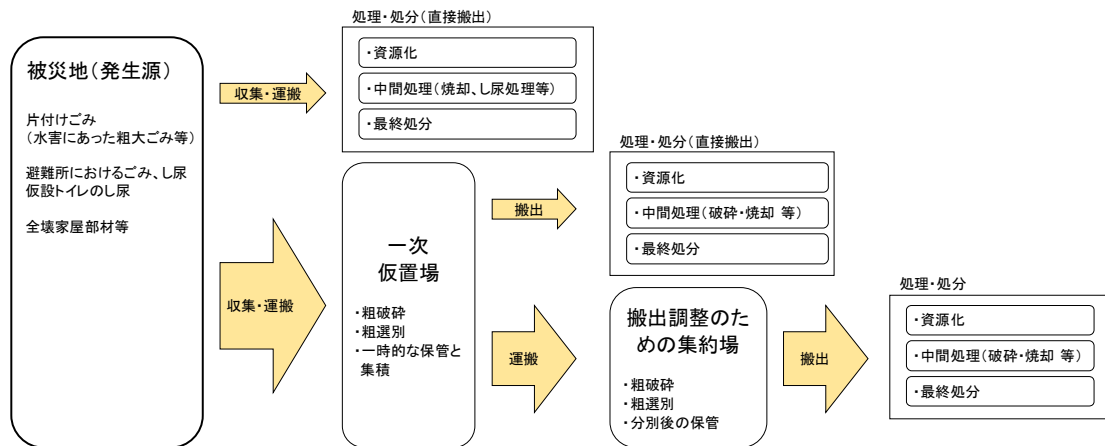 被災地(発生源)
片付けごみ
(水害にあった粗大ごみ等)
避難所におけるごみ、し尿
仮設トイレのし尿
全壊家屋部材等
収集・運搬
処理・処分(直接搬出)
・資源化
・中間処理(焼却、し尿処理等)
・最終処分
収集・運搬
一次
仮置場
・粗破砕
・粗選別
・一時的な保管と
集積
搬出
処理・処分(直接搬出)
・資源化
・中間処理(破砕・焼却 等)
・最終処分
運搬
搬出調整のた
めの集約場
・粗破砕
・粗選別
・分別後の保管
搬出
処理・処分
・資源化
・中間処理(破砕・焼却 等)
・最終処分